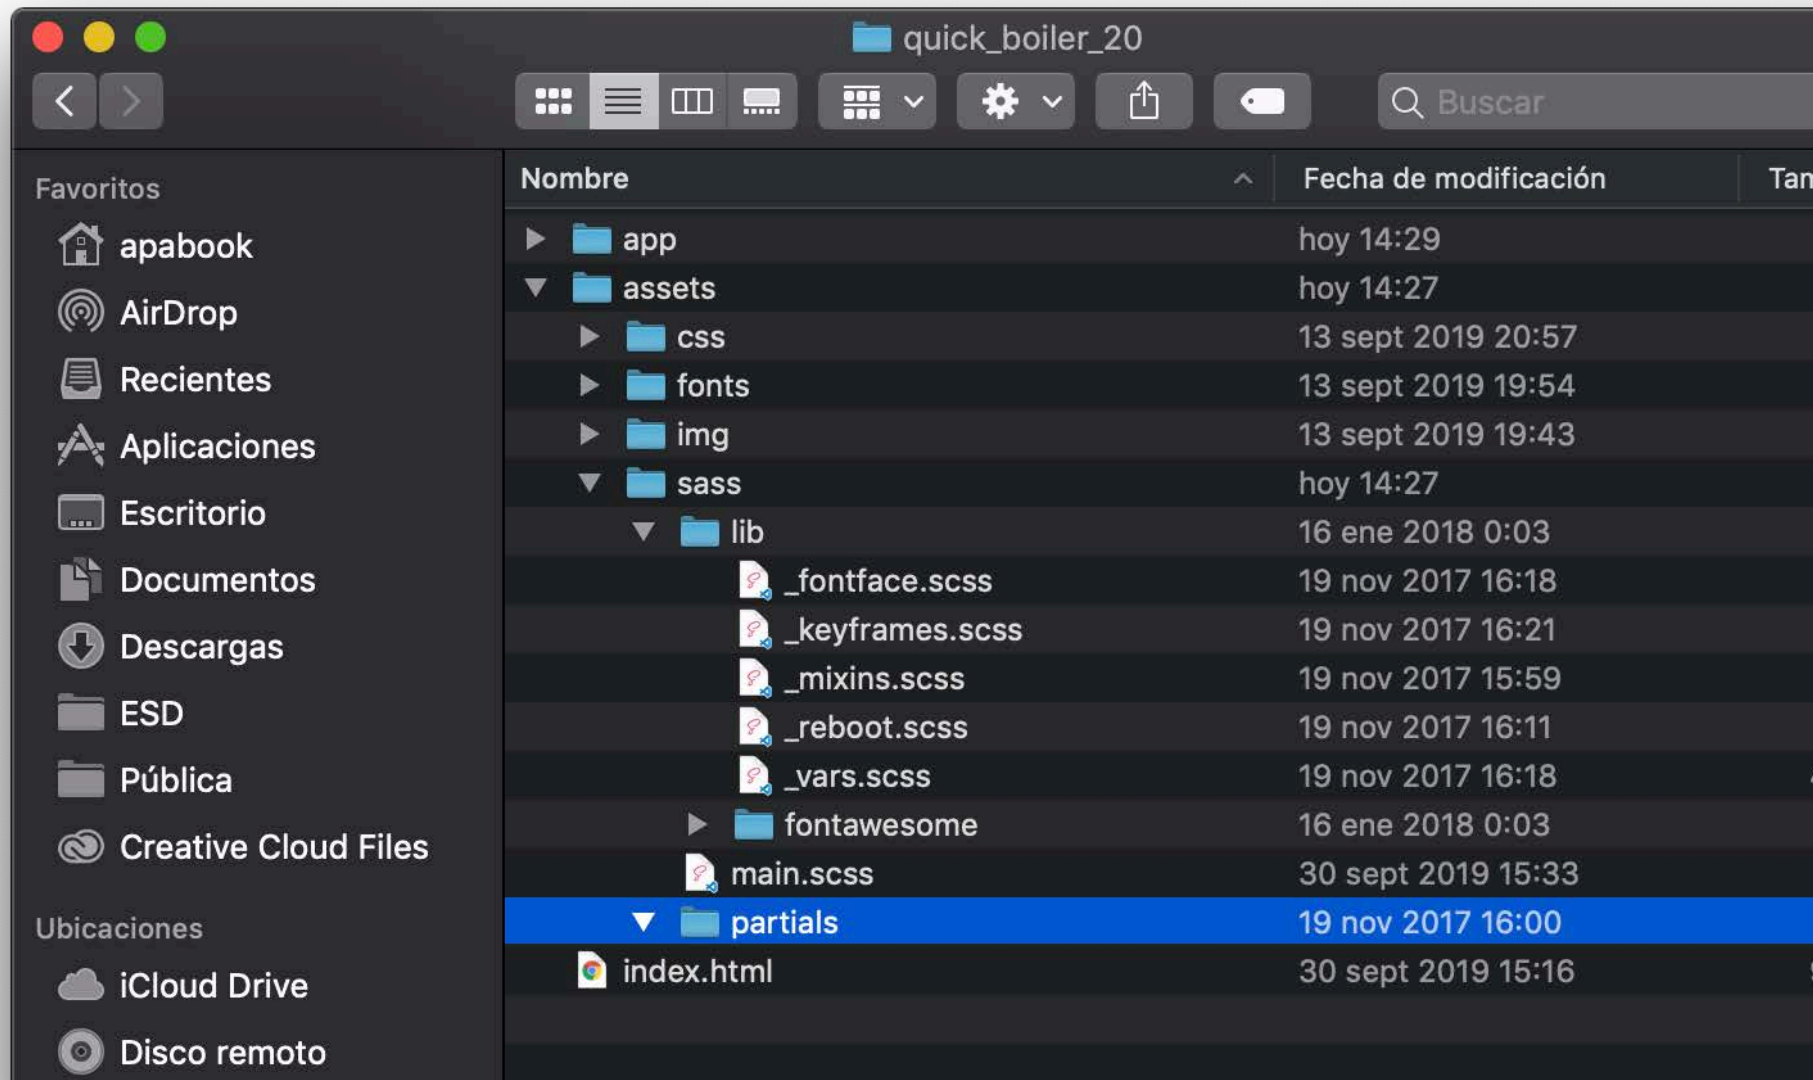 quick_boiler_20
Buscar
Favoritos
apabook
AirDrop
Recientes
Aplicaciones
Escritorio
Documentos
Descargas
ESD
Pública
Creative Cloud Files
Ubicaciones
iCloud Drive
Disco remoto
Nombre Fecha de modificación
app hoy 14:29
assets hoy 14:27
css 13 sept 2019 20:57
fonts 13 sept 2019 19:54
img 13 sept 2019 19:43
sass hoy 14:27
lib 16 ene 2018 0:03
_fontface.scss 19 nov 2017 16:18
_keyframes.scss 19 nov 2017 16:21
_mixins.scss 19 nov 2017 15:59
_reboot.scss 19 nov 2017 16:11
_vars.scss 19 nov 2017 16:18
fontawesome 16 ene 2018 0:03
main.scss 30 sept 2019 15:33
partials 19 nov 2017 16:00
index.html 30 sept 2019 15:16